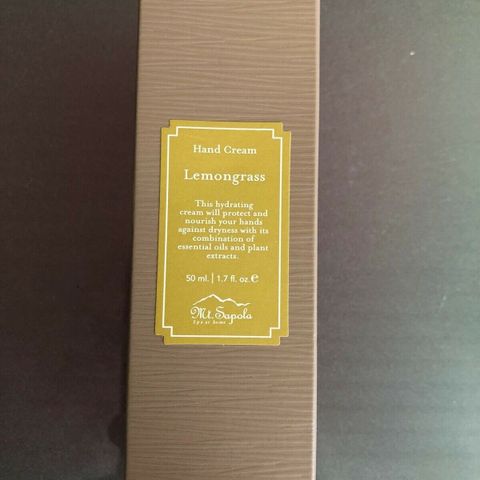 Hand Cream
Lemongrass
This hydrating
cream will protect and
nourish your hands
against dryness with its
combination of
essential oils and plant
extracts.
50 ml. | 1.7 fl. oz. ℮
Mt. Sapola
Spa at home